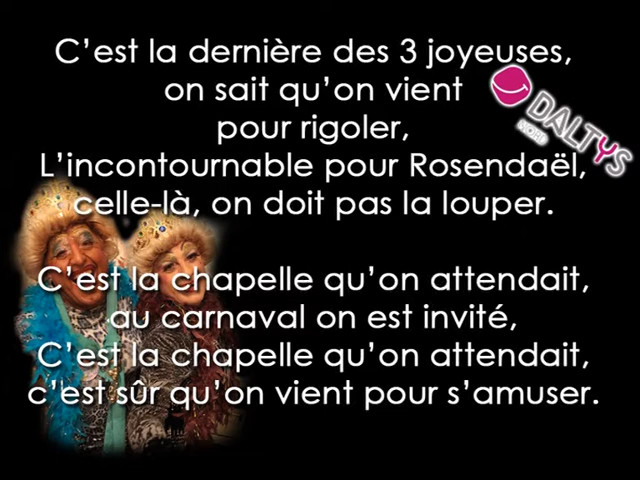 C’est la dernière des 3 joyeuses,
on sait qu’on vient
pour rigoler,
L’incontournable pour Rosendaël,
celle-là, on doit pas la louper.
C’est la chapelle qu’on attendait,
au carnaval on est invité,
C’est la chapelle qu’on attendait,
c’est sûr qu’on vient pour s’amuser.
DALTYS
NORD